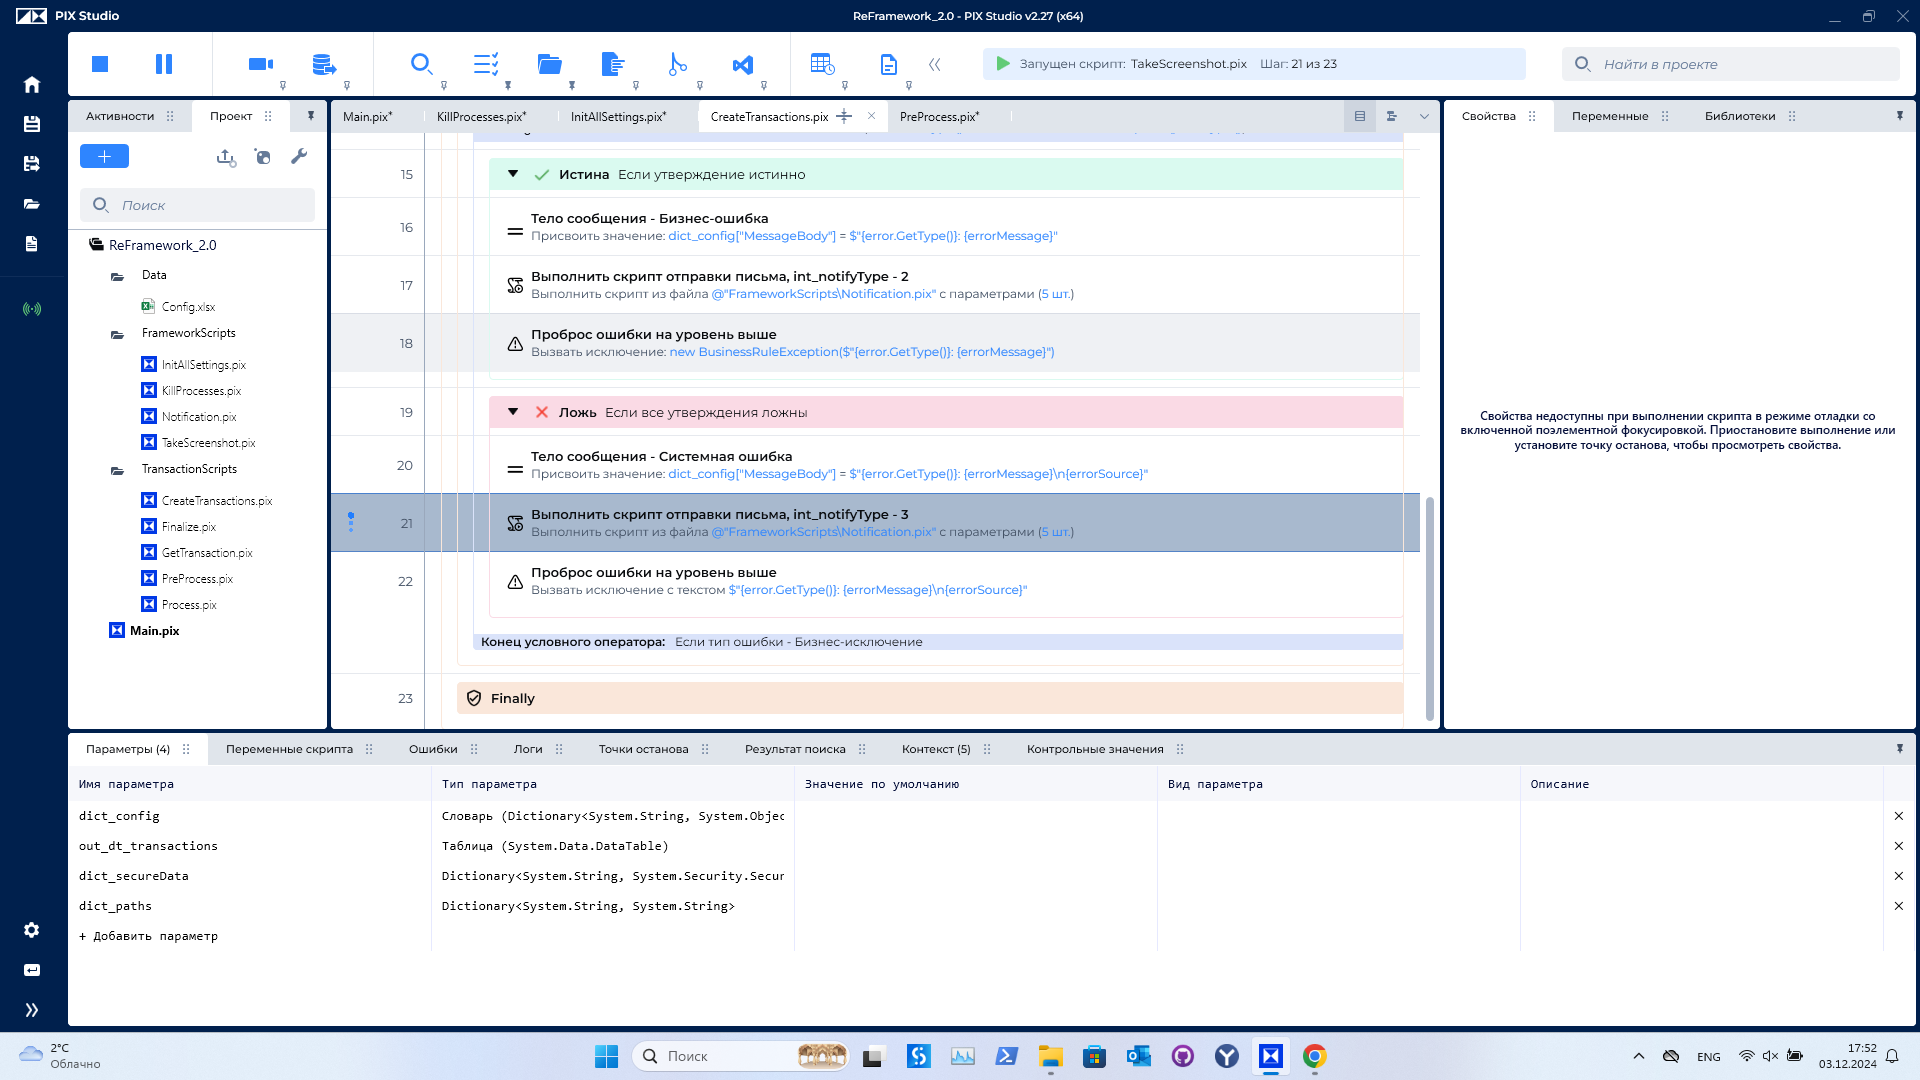 PIX Studio
ReFramework_2.0 - PIX Studio v2.27 (x64)
Запущен скрипт: TakeScreenshot.pix Шаг: 21 из 23
Найти в проекте
Активности
Проект
Main.pix*
KillProcesses.pix*
InitAllSettings.pix*
CreateTransactions.pix
PreProcess.pix*
Свойства
Переменные
Библиотеки
Поиск
ReFramework_2.0
Data
Config.xlsx
FrameworkScripts
InitAllSettings.pix
KillProcesses.pix
Notification.pix
TakeScreenshot.pix
TransactionScripts
CreateTransactions.pix
Finalize.pix
GetTransaction.pix
PreProcess.pix
Process.pix
Main.pix
15 Истина Если утверждение истинно
16 Тело сообщения - Бизнес-ошибка
Присвоить значение: dict_config["MessageBody"] = $"{error.GetType()}: {errorMessage}"
17 Выполнить скрипт отправки письма, int_notifyType - 2
Выполнить скрипт из файла @"FrameworkScripts\Notification.pix" с параметрами (5 шт.)
18 Проброс ошибки на уровень выше
Вызвать исключение: new BusinessRuleException($"{error.GetType()}: {errorMessage}")
19 Ложь Если все утверждения ложны
20 Тело сообщения - Системная ошибка
Присвоить значение: dict_config["MessageBody"] = $"{error.GetType()}: {errorMessage}\n{errorSource}"
21 Выполнить скрипт отправки письма, int_notifyType - 3
Выполнить скрипт из файла @"FrameworkScripts\Notification.pix" с параметрами (5 шт.)
22 Проброс ошибки на уровень выше
Вызвать исключение с текстом $"{error.GetType()}: {errorMessage}\n{errorSource}"
Конец условного оператора: Если тип ошибки - Бизнес-исключение
23 Finally
Свойства недоступны при выполнении скрипта в режиме отладки со
включенной поэлементной фокусировкой. Приостановите выполнение или
установите точку останова, чтобы просмотреть свойства.
Параметры (4)
Переменные скрипта
Ошибки
Логи
Точки останова
Результат поиска
Контекст (5)
Контрольные значения
Имя параметра Тип параметра Значение по умолчанию Вид параметра Описание
dict_config Словарь (Dictionary<System.String, System.Objec
out_dt_transactions Таблица (System.Data.DataTable)
dict_secureData Dictionary<System.String, System.Security.Secur
dict_paths Dictionary<System.String, System.String>
+ Добавить параметр
2°C
Облачно
Поиск
ENG
17:52
03.12.2024